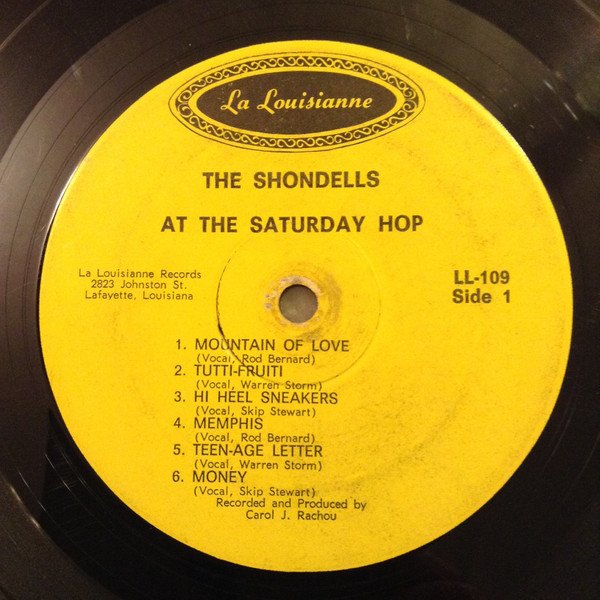 La Louisianne
THE SHONDELLS
AT THE SATURDAY HOP
La Louisianne Records
2823 Johnston St.
Lafayette, Louisiana
LL-109
Side 1
1. MOUNTAIN OF LOVE
(Vocal, Rod Bernard)
2. TUTTI-FRUITI
(Vocal, Warren Storm)
3. HI HEEL SNEAKERS
(Vocal, Skip Stewart)
4. MEMPHIS
(Vocal, Rod Bernard)
5. TEEN-AGE LETTER
(Vocal, Warren Storm)
6. MONEY
(Vocal, Skip Stewart)
Recorded and Produced by
Carol J. Rachou